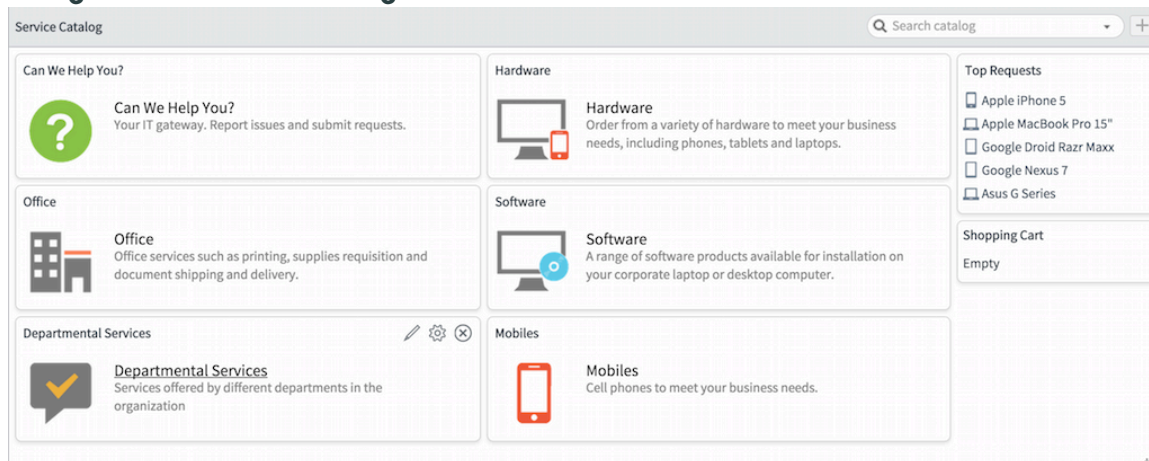 Service Catalog
Search catalog
Can We Help You?
Can We Help You?
Your IT gateway. Report issues and submit requests.
Hardware
Hardware
Order from a variety of hardware to meet your business
needs, including phones, tablets and laptops.
Top Requests
Apple iPhone 5
Apple MacBook Pro 15"
Google Droid Razr Maxx
Google Nexus 7
Asus G Series
Office
Office
Office services such as printing, supplies requisition and
document shipping and delivery.
Software
Software
A range of software products available for installation on
your corporate laptop or desktop computer.
Shopping Cart
Empty
Departmental Services
Departmental Services
Services offered by different departments in the
organization
Mobiles
Mobiles
Cell phones to meet your business needs.